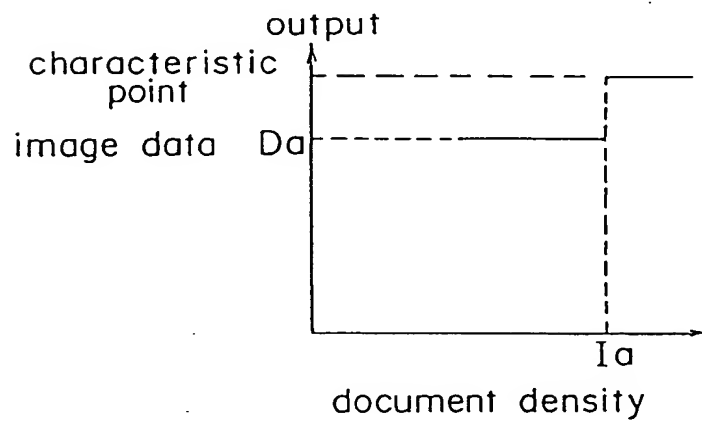 output
characteristic
point
image data Da
Ia
document density